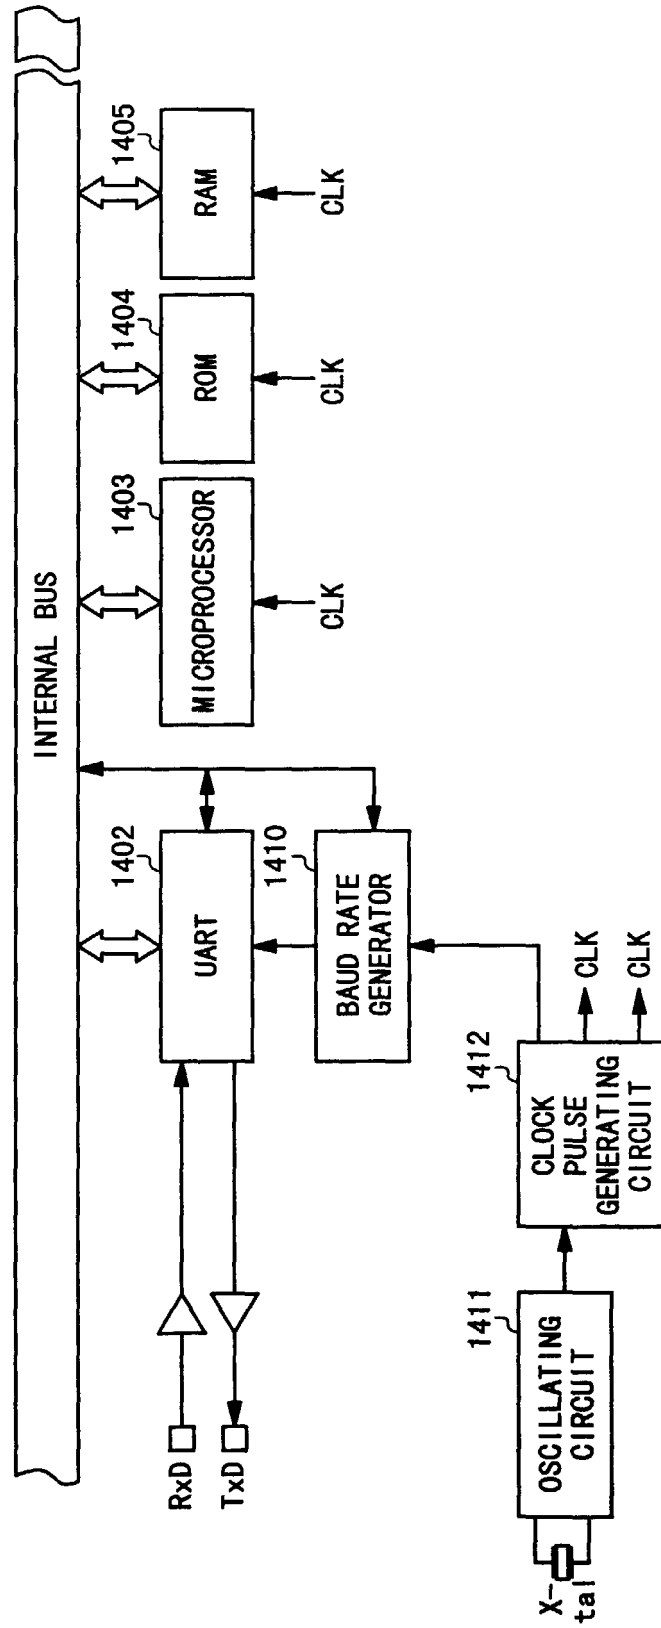 INTERNAL BUS
1402
UART
1403
MICROPROCESSOR
CLK
1404
ROM
CLK
1405
RAM
CLK
RxD
TxD
1410
BAUD RATE
GENERATOR
X-
tal
1411
OSCILLATING
CIRCUIT
1412
CLOCK
PULSE
GENERATING
CIRCUIT
CLK
CLK